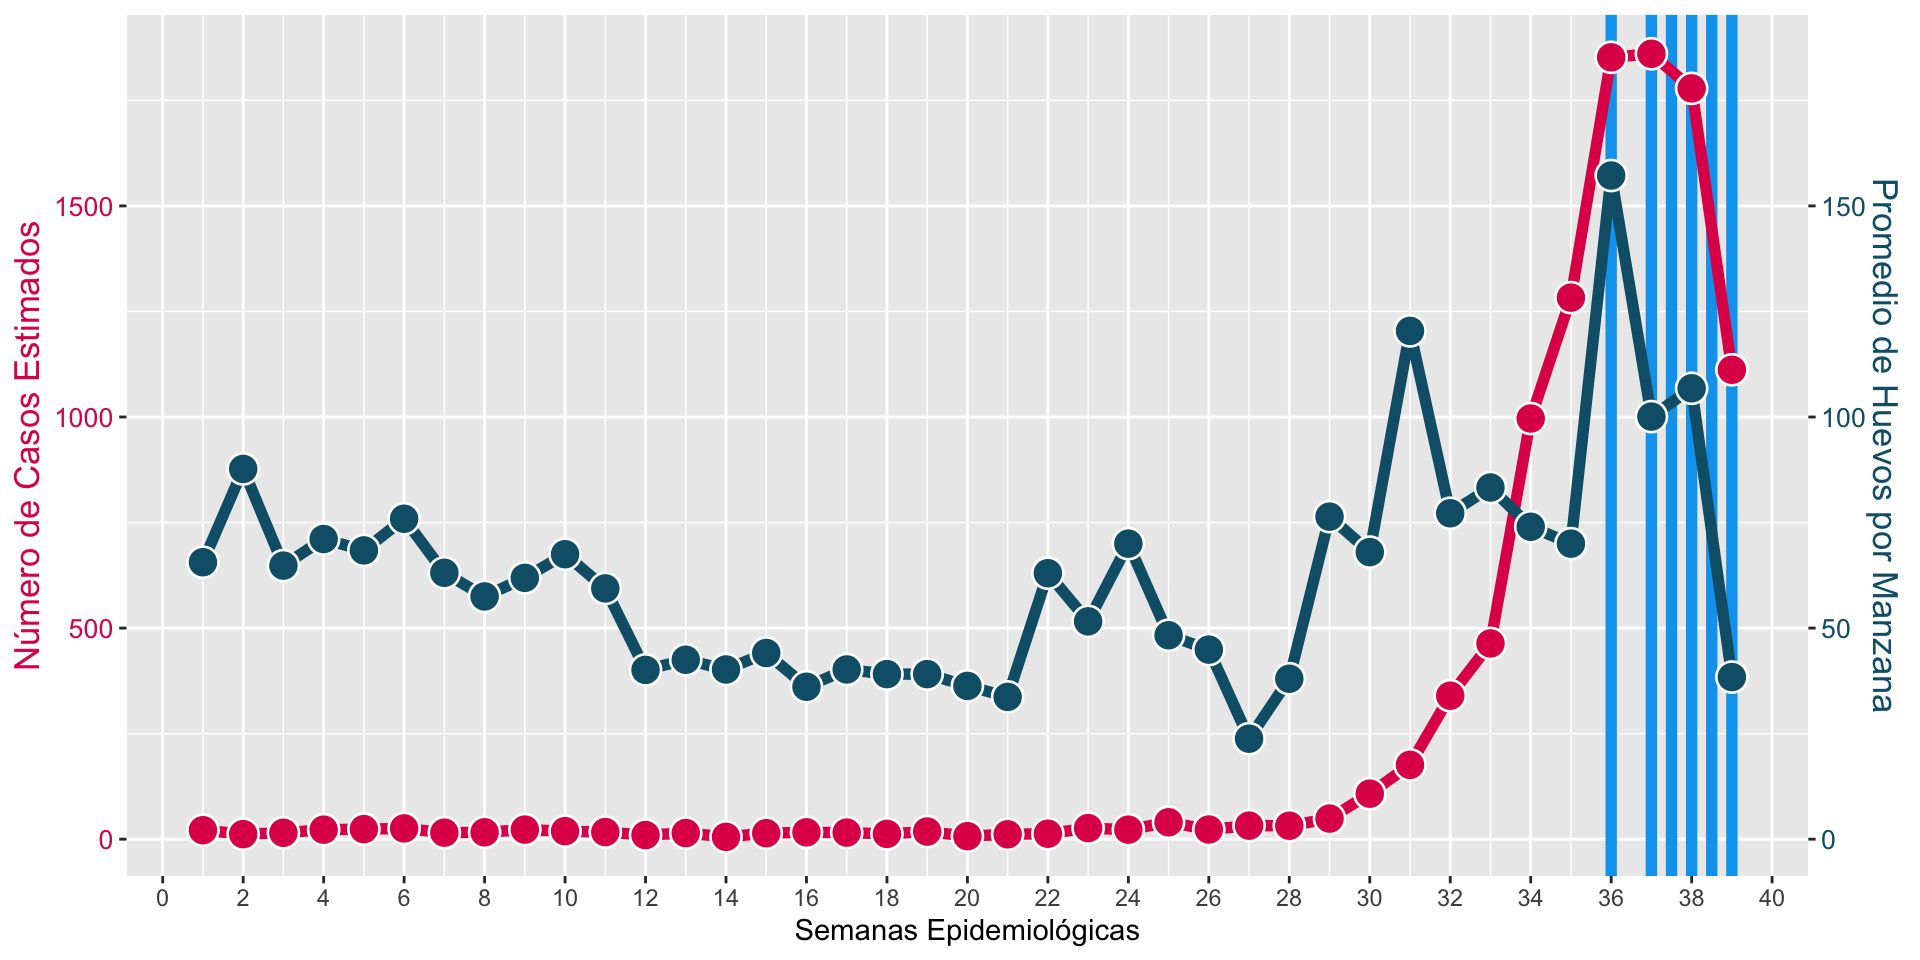 Número de Casos Estimados
1500
1000
500
0
150
100
50
0
Promedio de Huevos por Manzana
0 2 4 6 8 10 12 14 16 18 20 22 24 26 28 30 32 34 36 38 40
Semanas Epidemiológicas